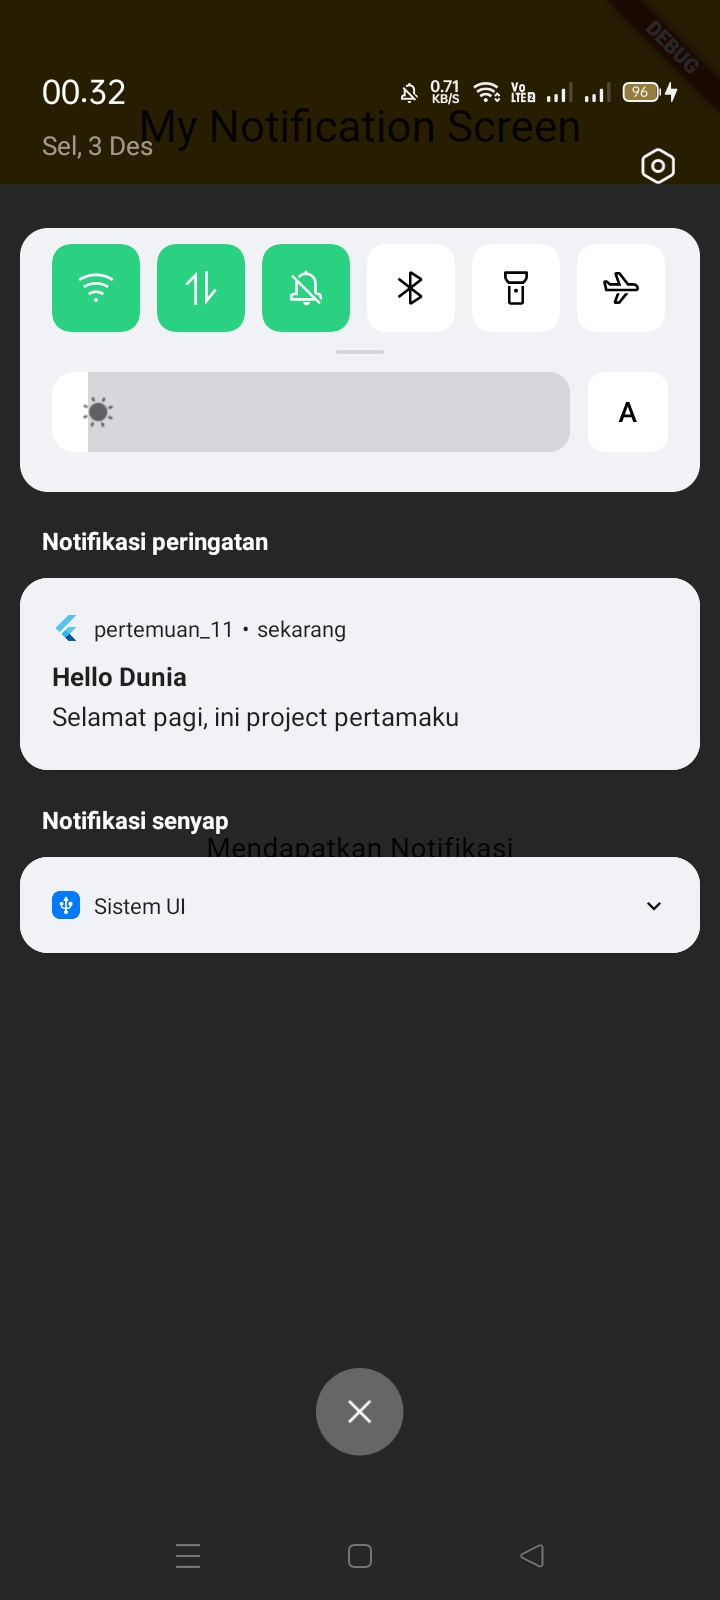 DEBUG
00.32
0.71 KB/S
Vo LTE 2
96
My Notification Screen
Sel, 3 Des
A
Notifikasi peringatan
pertemuan_11 • sekarang
Hello Dunia
Selamat pagi, ini project pertamaku
Notifikasi senyap
Mendapatkan Notifikasi
Sistem UI